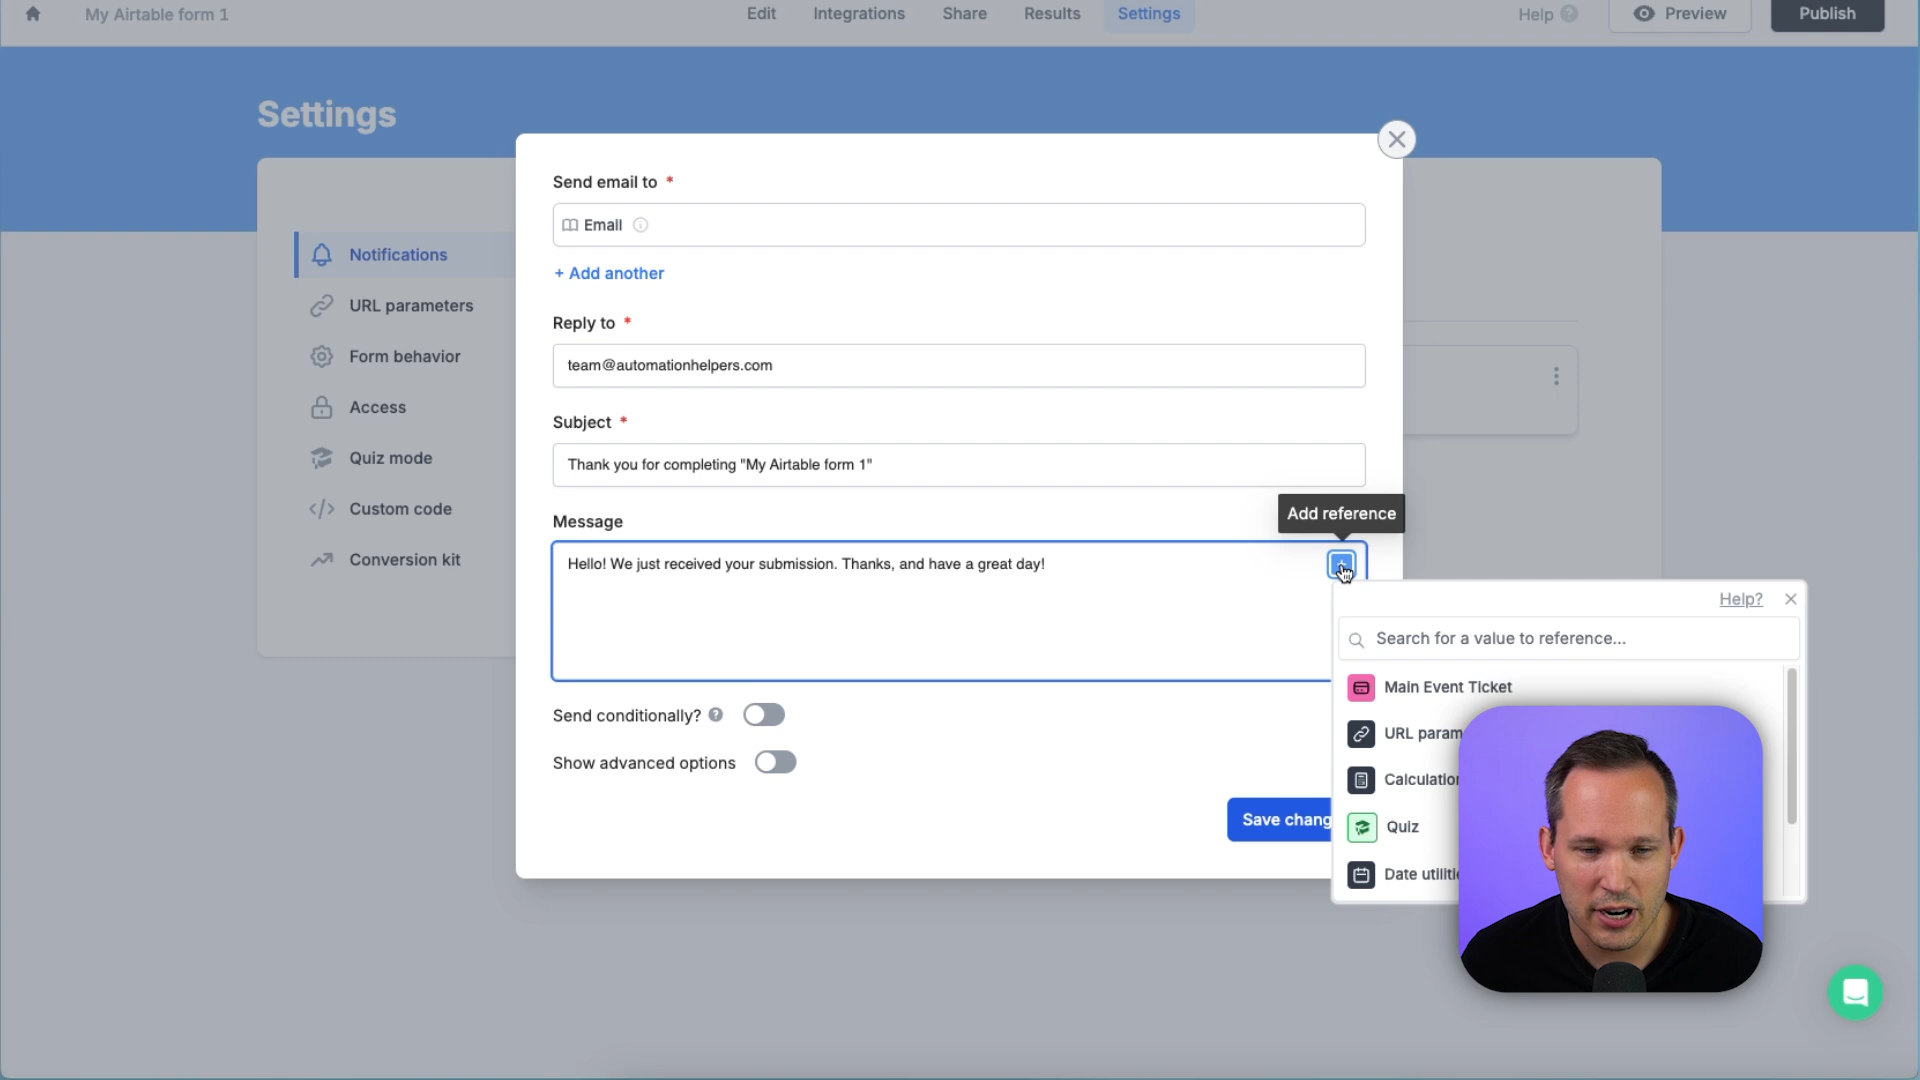 My Airtable form 1
Edit
Integrations
Share
Results
Settings
Help
Preview
Publish
Settings
Notifications
URL parameters
Form behavior
Access
Quiz mode
Custom code
Conversion kit
Send email to *
Email
+ Add another
Reply to *
team@automationhelpers.com
Subject *
Thank you for completing "My Airtable form 1"
Message
Add reference
Hello! We just received your submission. Thanks, and have a great day!
Help?
Search for a value to reference...
Main Event Ticket
URL param
Calculation
Quiz
Date utiliti
Send conditionally?
Show advanced options
Save chang